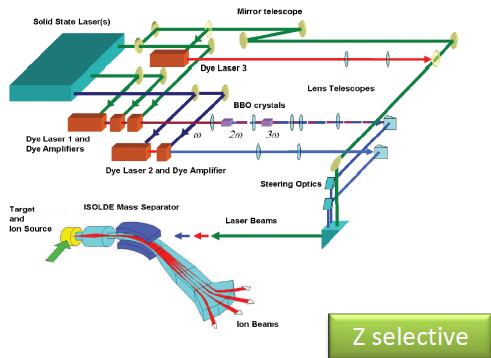 Solid State Laser(s)
Mirror telescope
Dye Laser 3
Lens Telescopes
BBO crystals
Dye Laser 1 and
Dye Amplifiers
ω
2ω
3ω
Dye Laser 2 and Dye Amplifier
Steering Optics
Target
and
Ion Source
ISOLDE Mass Separator
Laser Beams
Ion Beams
Z selective